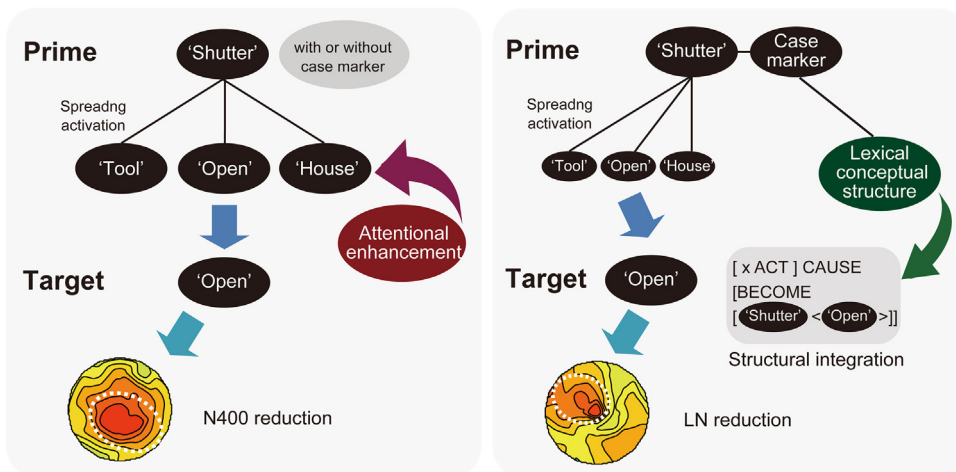 Prime
'Shutter'
with or without
case marker
Spreadng
activation
'Tool'
'Open'
'House'
Attentional
enhancement
Target
'Open'
N400 reduction
Prime
'Shutter'
Case
marker
Spreadng
activation
'Tool'
'Open'
'House'
Lexical
conceptual
structure
Target
'Open'
[ x ACT ] CAUSE
[BECOME
[ 'Shutter' < 'Open' >]]
Structural integration
LN reduction